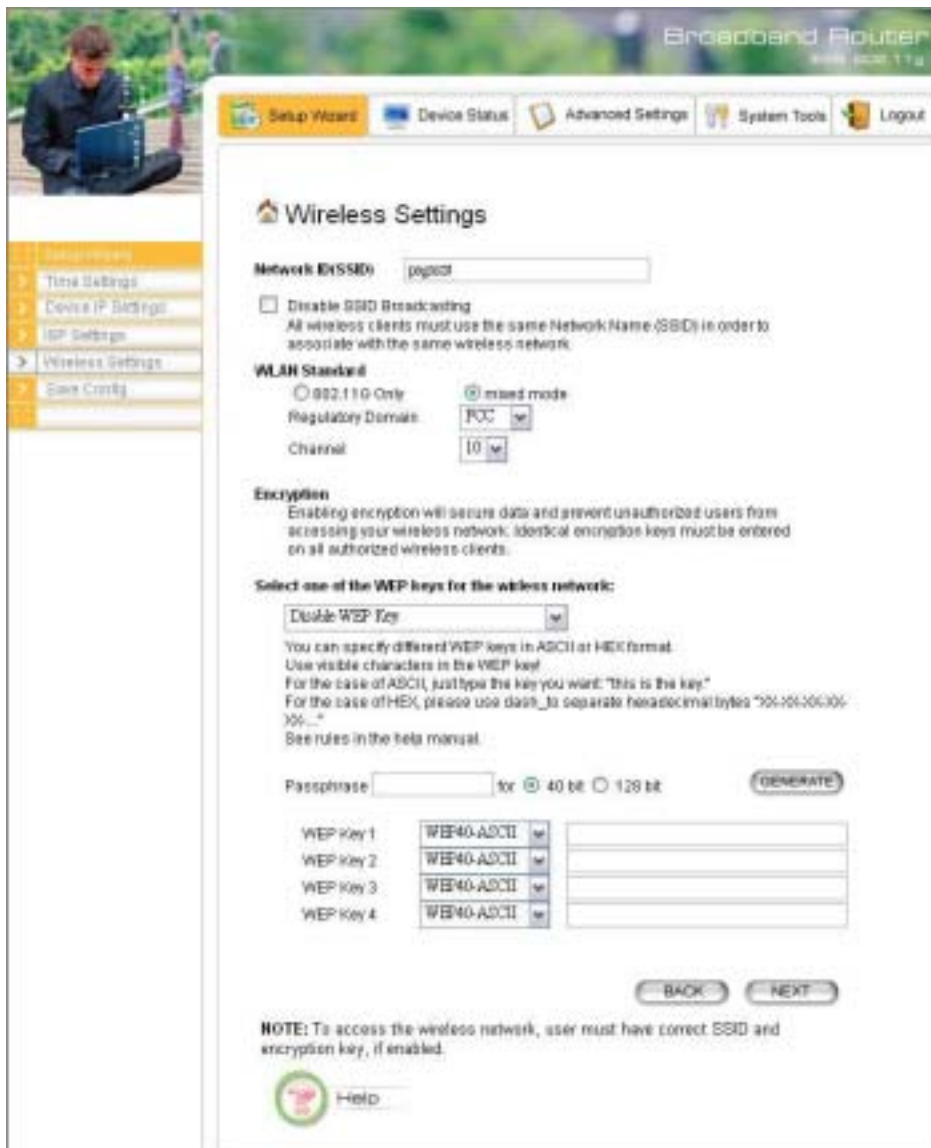 Broadband Router
Setup Wizard
Device Status
Advanced Settings
System Tools
Logout
Wireless Settings
Setup Wizard
Time Settings
Device IP Settings
ISP Settings
Wireless Settings
Save Config
Network ID(SSID)
Disable SSID Broadcasting
All wireless clients must use the same Network Name (SSID) in order to
associate with the same wireless network
WLAN Standard
802.11G Only mixed mode
Regulatory Domain FCC
Channel 10
Encryption
Enabling encryption will secure data and prevent unauthorized users from
accessing your wireless network. Identical encryption keys must be entered
on all authorized wireless clients.
Select one of the WEP keys for the wirless network:
Disable WEP Key
You can specify different WEP keys in ASCII or HEX format.
Use visible characters in the WEP key!
For the case of ASCII, just type the key you want: "this is the key."
For the case of HEX, please use dash_to separate hexadecimal bytes "XX-XX-XX-XX-
XX-..."
See rules in the help manual.
Passphrase for 40 bit 128 bit GENERATE
WEP Key 1 WEP40-ASCII
WEP Key 2 WEP40-ASCII
WEP Key 3 WEP40-ASCII
WEP Key 4 WEP40-ASCII
BACK NEXT
NOTE: To access the wireless network, user must have correct SSID and
encryption key, if enabled.
Help